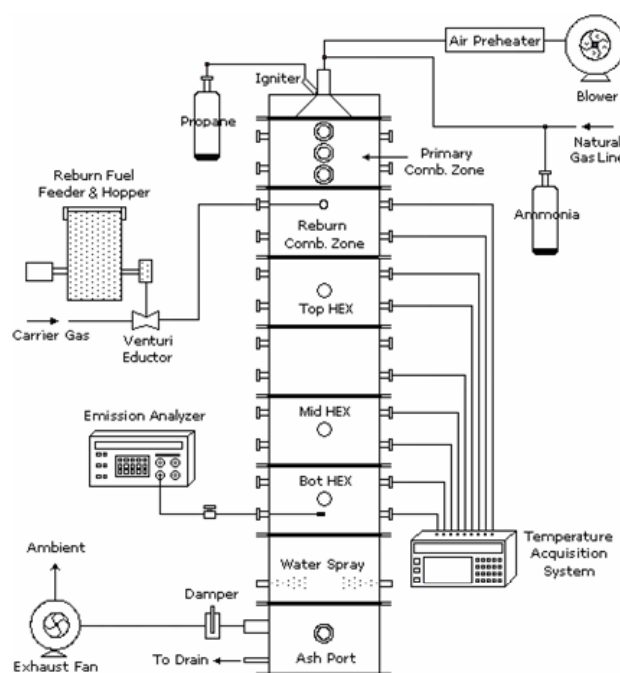 Air Preheater
Blower
Igniter
Propane
Natural
Gas Line
Primary
Comb. Zone
Ammonia
Reburn Fuel
Feeder & Hopper
Reburn
Comb. Zone
Top HEX
Carrier Gas
Venturi
Eductor
Mid HEX
Emission Analyzer
Bot HEX
Temperature
Acquisition
System
Ambient
Water Spray
Damper
Exhaust Fan
To Drain
Ash Port